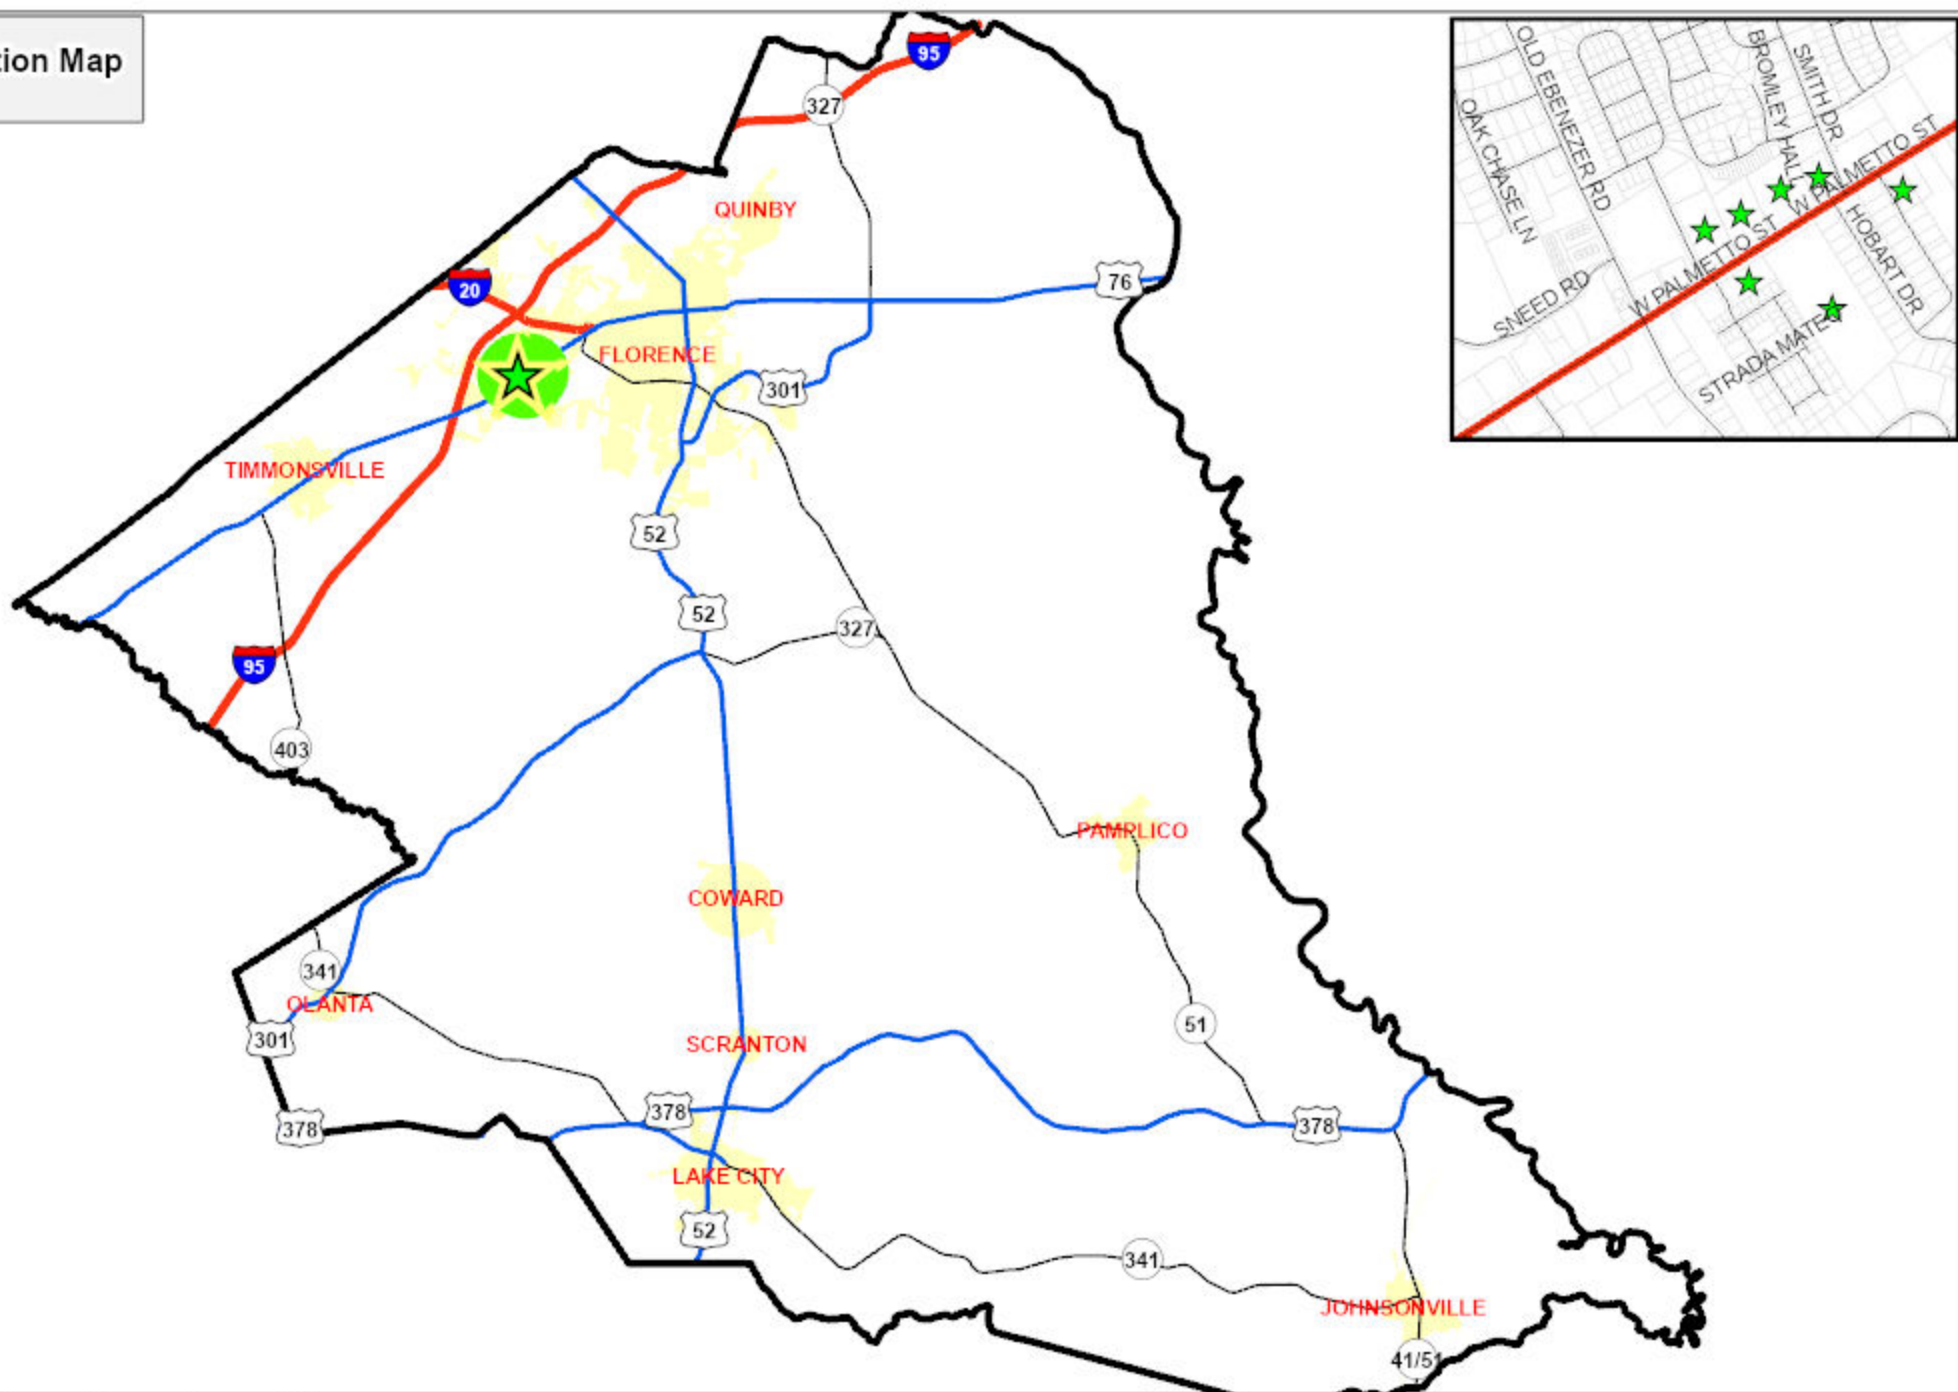 tion Map
95
327
QUINBY
20
76
FLORENCE
301
TIMMONSVILLE
52
52
327
95
403
PAMPLICO
COWARD
341
OLANTA
301
51
SCRANTON
378
378
378
LAKE CITY
52
341
JOHNSONVILLE
41/51
OLD EBENEZER RD
BROMLEY HALL
SMITH DR
OAK CHASE LN
W PALMETTO ST
W PALMETTO ST
HOBART DR
SNEED RD
STRADA MATEO